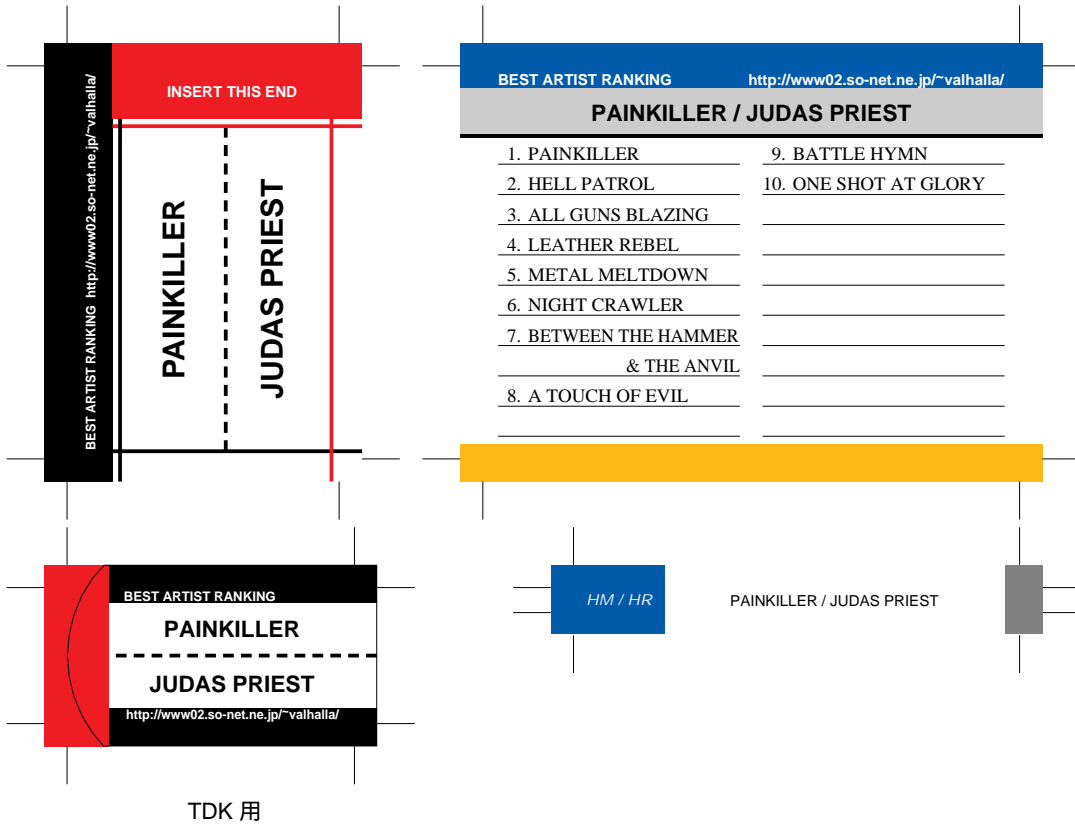 BEST ARTIST RANKING http://www02.so-net.ne.jp/~valhalla/
INSERT THIS END
PAINKILLER
JUDAS PRIEST
BEST ARTIST RANKING http://www02.so-net.ne.jp/~valhalla/
PAINKILLER / JUDAS PRIEST
1. PAINKILLER
2. HELL PATROL
3. ALL GUNS BLAZING
4. LEATHER REBEL
5. METAL MELTDOWN
6. NIGHT CRAWLER
7. BETWEEN THE HAMMER
& THE ANVIL
8. A TOUCH OF EVIL
9. BATTLE HYMN
10. ONE SHOT AT GLORY
BEST ARTIST RANKING
PAINKILLER
JUDAS PRIEST
http://www02.so-net.ne.jp/~valhalla/
HM / HR
PAINKILLER / JUDAS PRIEST
TDK 用